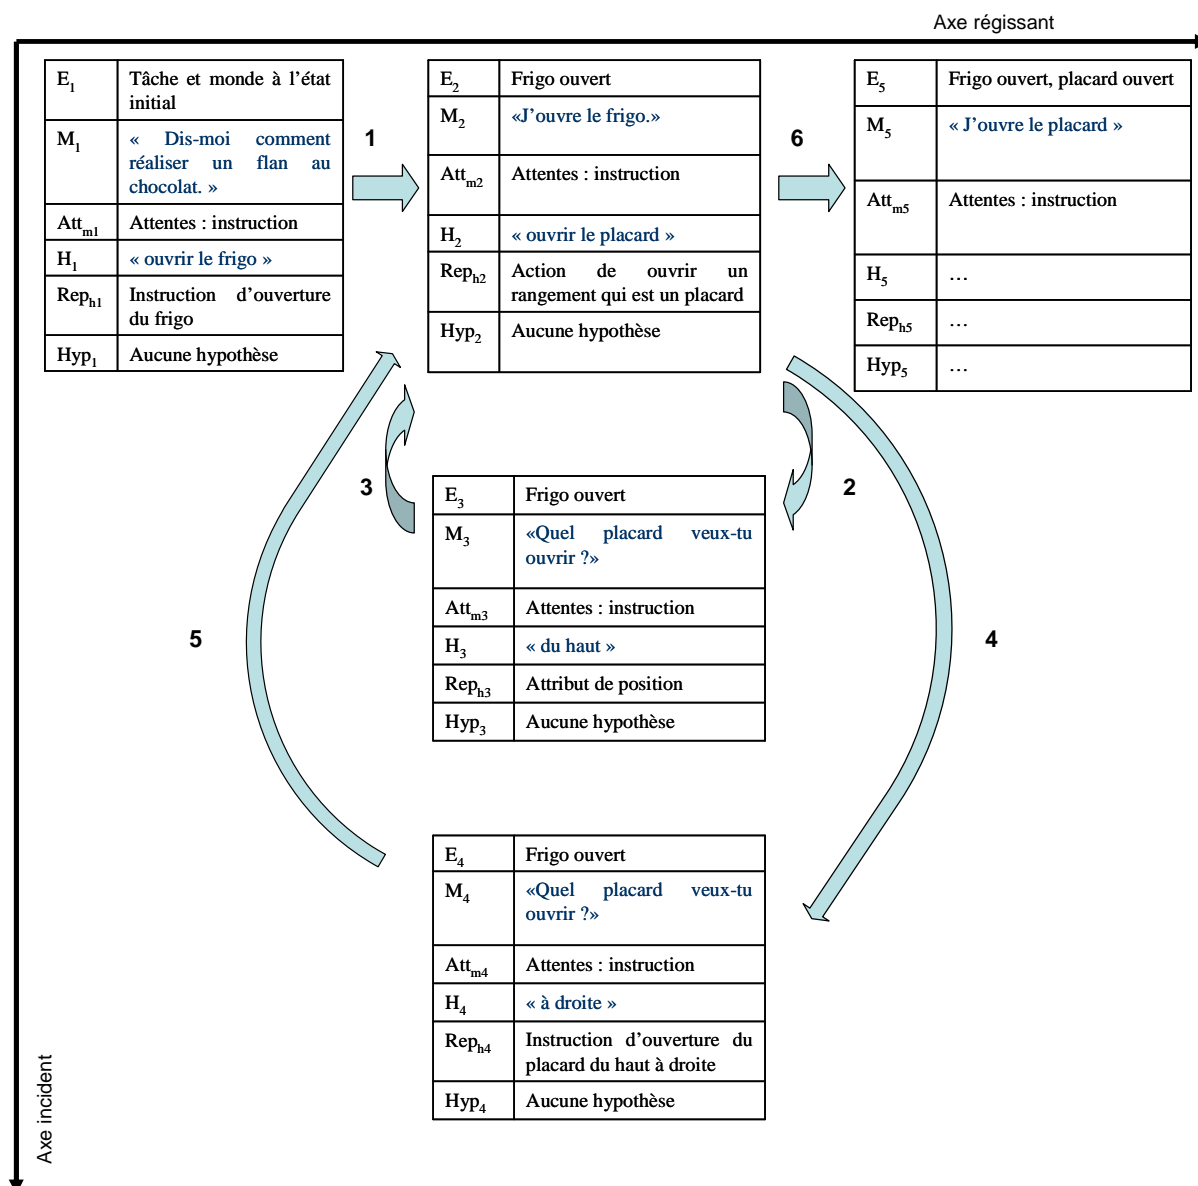 Axe régissant
E1 Tâche et monde à l'état
initial
M1 « Dis-moi comment
réaliser un flan au
chocolat. »
Attm1 Attentes : instruction
H1 « ouvrir le frigo »
Reph1 Instruction d'ouverture
du frigo
Hyp1 Aucune hypothèse
1
E2 Frigo ouvert
M2 «J'ouvre le frigo.»
Attm2 Attentes : instruction
H2 « ouvrir le placard »
Reph2 Action de ouvrir un
rangement qui est un placard
Hyp2 Aucune hypothèse
6
E5 Frigo ouvert, placard ouvert
M5 « J'ouvre le placard »
Attm5 Attentes : instruction
H5 …
Reph5 …
Hyp5 …
3
2
E3 Frigo ouvert
M3 «Quel placard veux-tu
ouvrir ?»
Attm3 Attentes : instruction
H3 « du haut »
Reph3 Attribut de position
Hyp3 Aucune hypothèse
5
4
E4 Frigo ouvert
M4 «Quel placard veux-tu
ouvrir ?»
Attm4 Attentes : instruction
H4 « à droite »
Reph4 Instruction d'ouverture du
placard du haut à droite
Hyp4 Aucune hypothèse
Axe incident